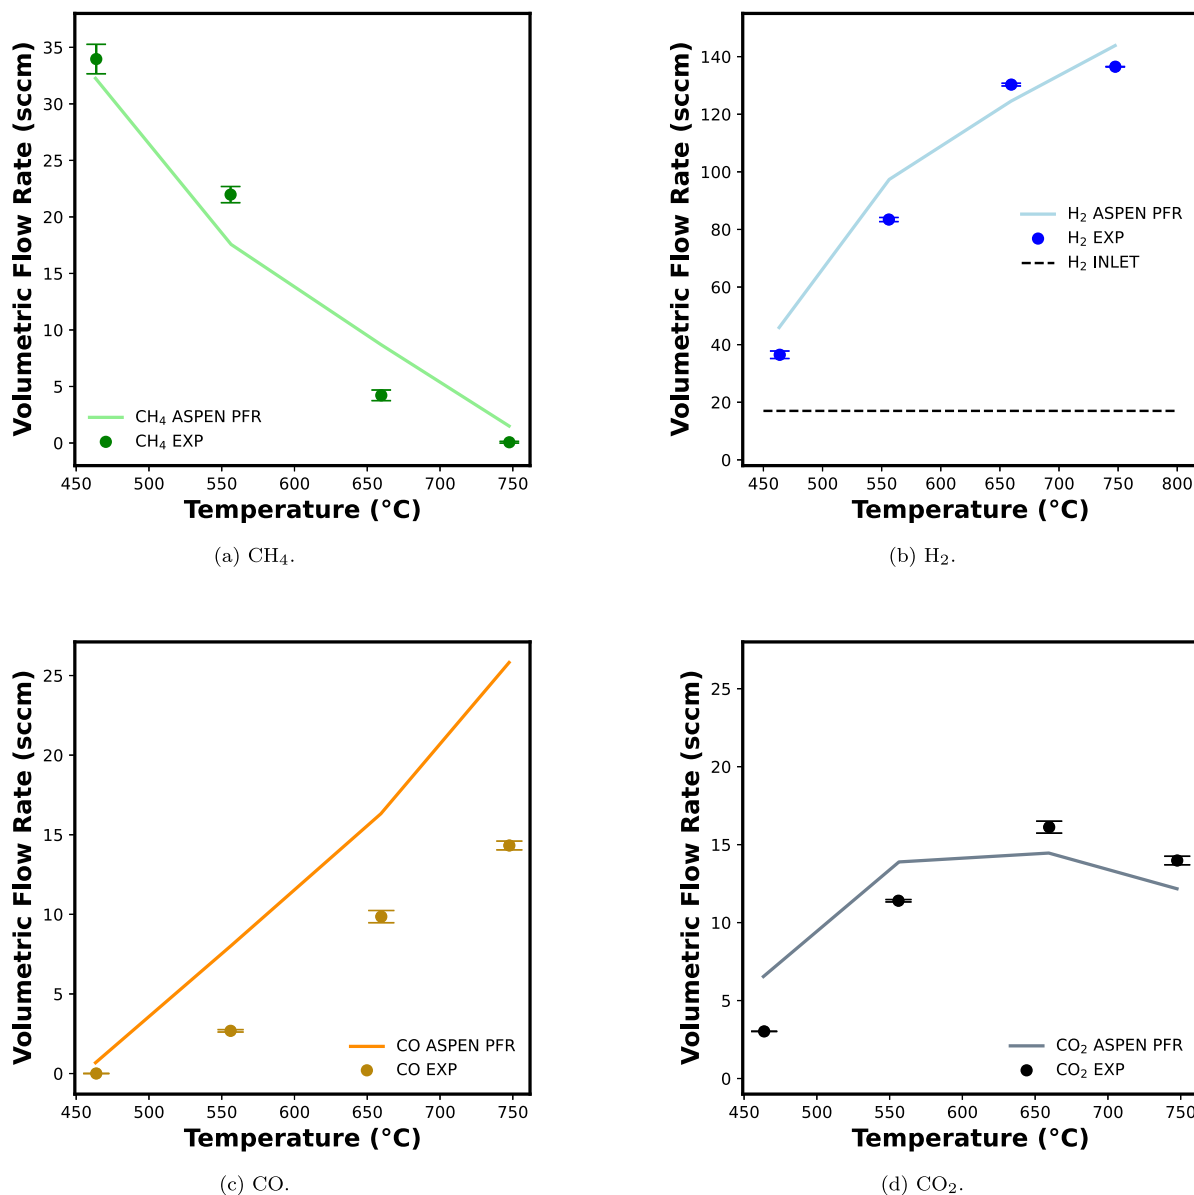 Volumetric Flow Rate (sccm)
35
30
25
20
15
10
5
0
CH₄ ASPEN PFR
CH₄ EXP
450 500 550 600 650 700 750
Temperature (°C)
(a) CH₄.
Volumetric Flow Rate (sccm)
140
120
100
80
60
40
20
0
H₂ ASPEN PFR
H₂ EXP
H₂ INLET
450 500 550 600 650 700 750 800
Temperature (°C)
(b) H₂.
Volumetric Flow Rate (sccm)
25
20
15
10
5
0
CO ASPEN PFR
CO EXP
450 500 550 600 650 700 750
Temperature (°C)
(c) CO.
Volumetric Flow Rate (sccm)
25
20
15
10
5
0
CO₂ ASPEN PFR
CO₂ EXP
450 500 550 600 650 700 750
Temperature (°C)
(d) CO₂.